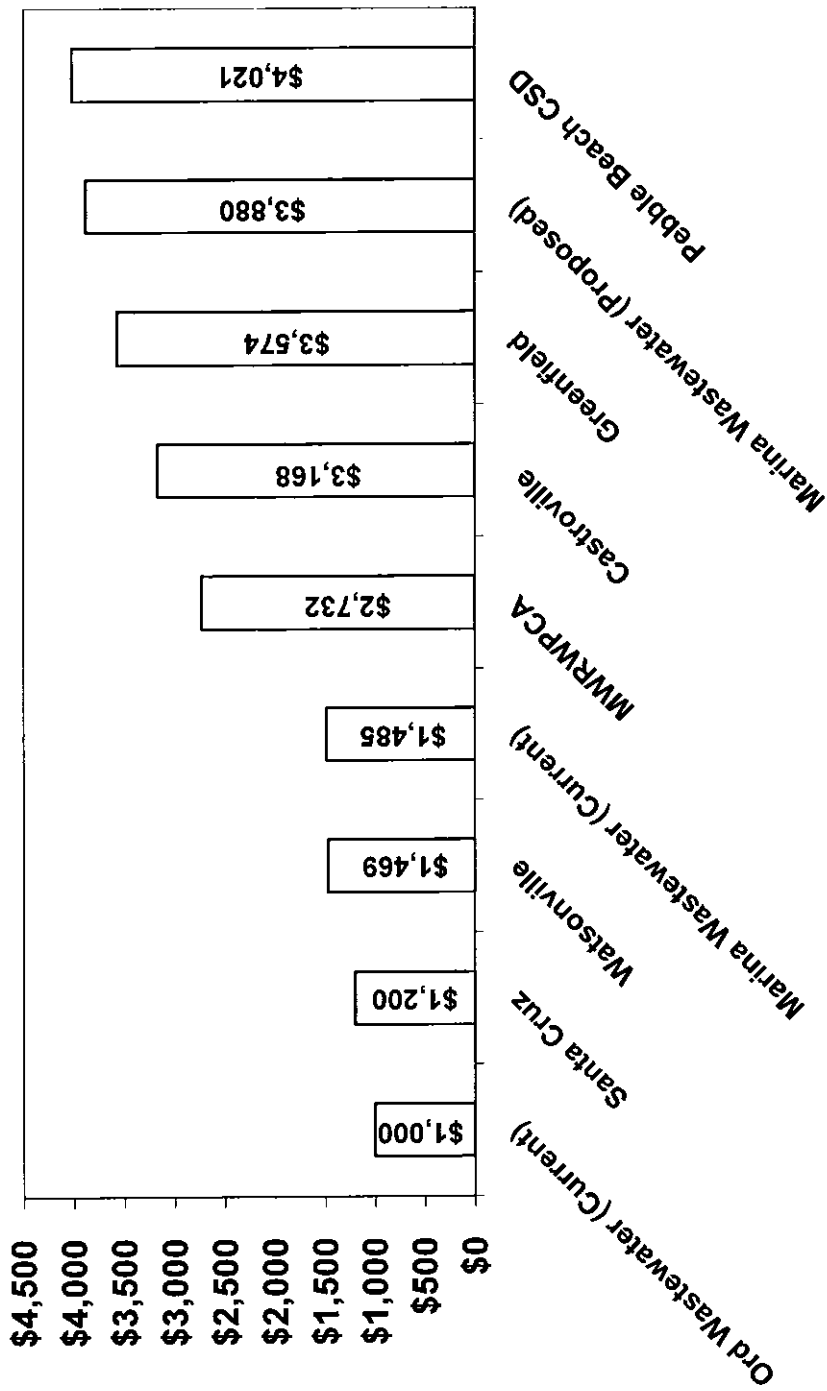 $4,500
$4,000
$3,500
$3,000
$2,500
$2,000
$1,500
$1,000
$500
$0
$1,000
$1,200
$1,469
$1,485
$2,732
$3,168
$3,574
$3,880
$4,021
Ord Wastewater (Current)
Santa Cruz
Watsonville
Marina Wastewater (Current)
MWRWPCA
Castroville
Greenfield
Marina Wastewater (Proposed)
Pebble Beach CSD